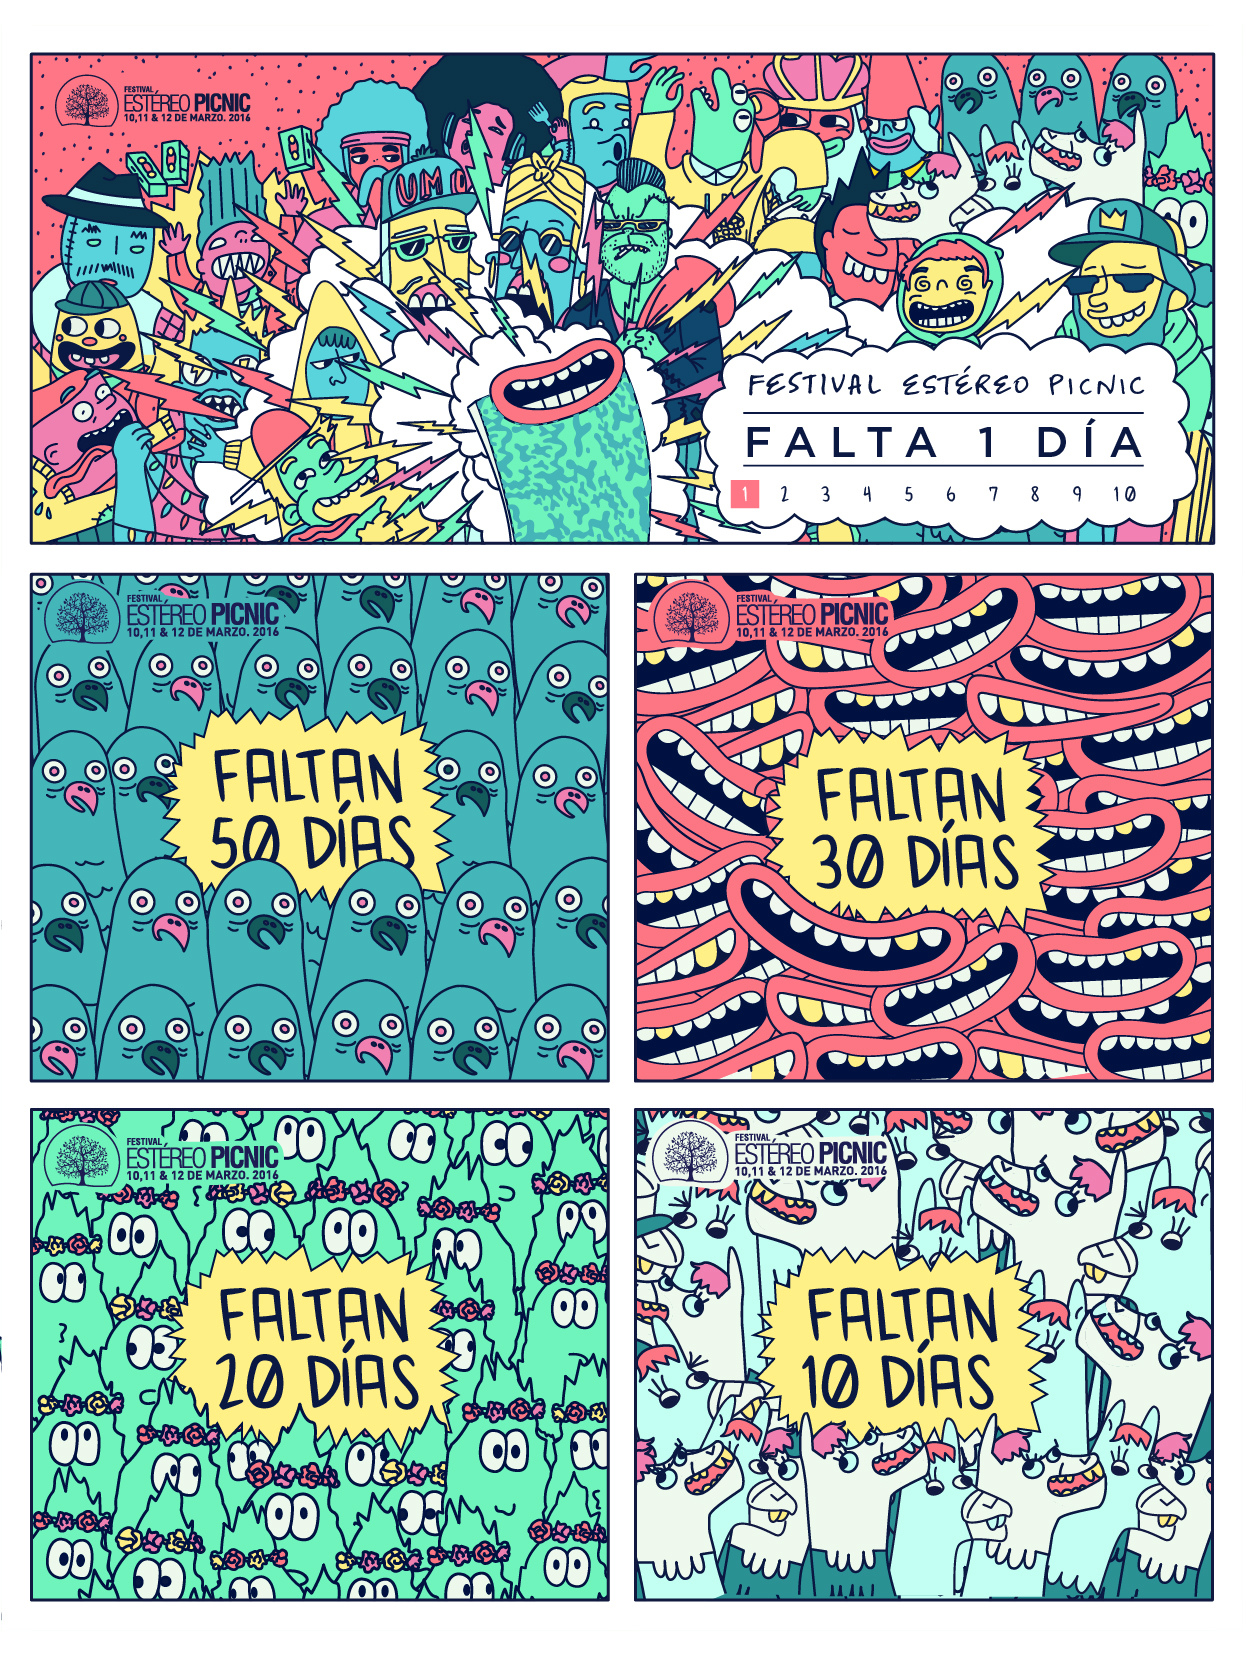 FESTIVAL
ESTÉREO PICNIC
10,11 & 12 DE MARZO. 2016
UM
FESTIVAL ESTÉREO PICNIC
FALTA 1 DÍA
1 2 3 4 5 6 7 8 9 10
FESTIVAL
ESTÉREO PICNIC
10,11 & 12 DE MARZO. 2016
FALTAN
50 DÍAS
FESTIVAL
ESTÉREO PICNIC
10,11 & 12 DE MARZO. 2016
FALTAN
30 DÍAS
FESTIVAL
ESTÉREO PICNIC
10,11 & 12 DE MARZO. 2016
FALTAN
20 DÍAS
FESTIVAL
ESTÉREO PICNIC
10,11 & 12 DE MARZO. 2016
FALTAN
10 DÍAS